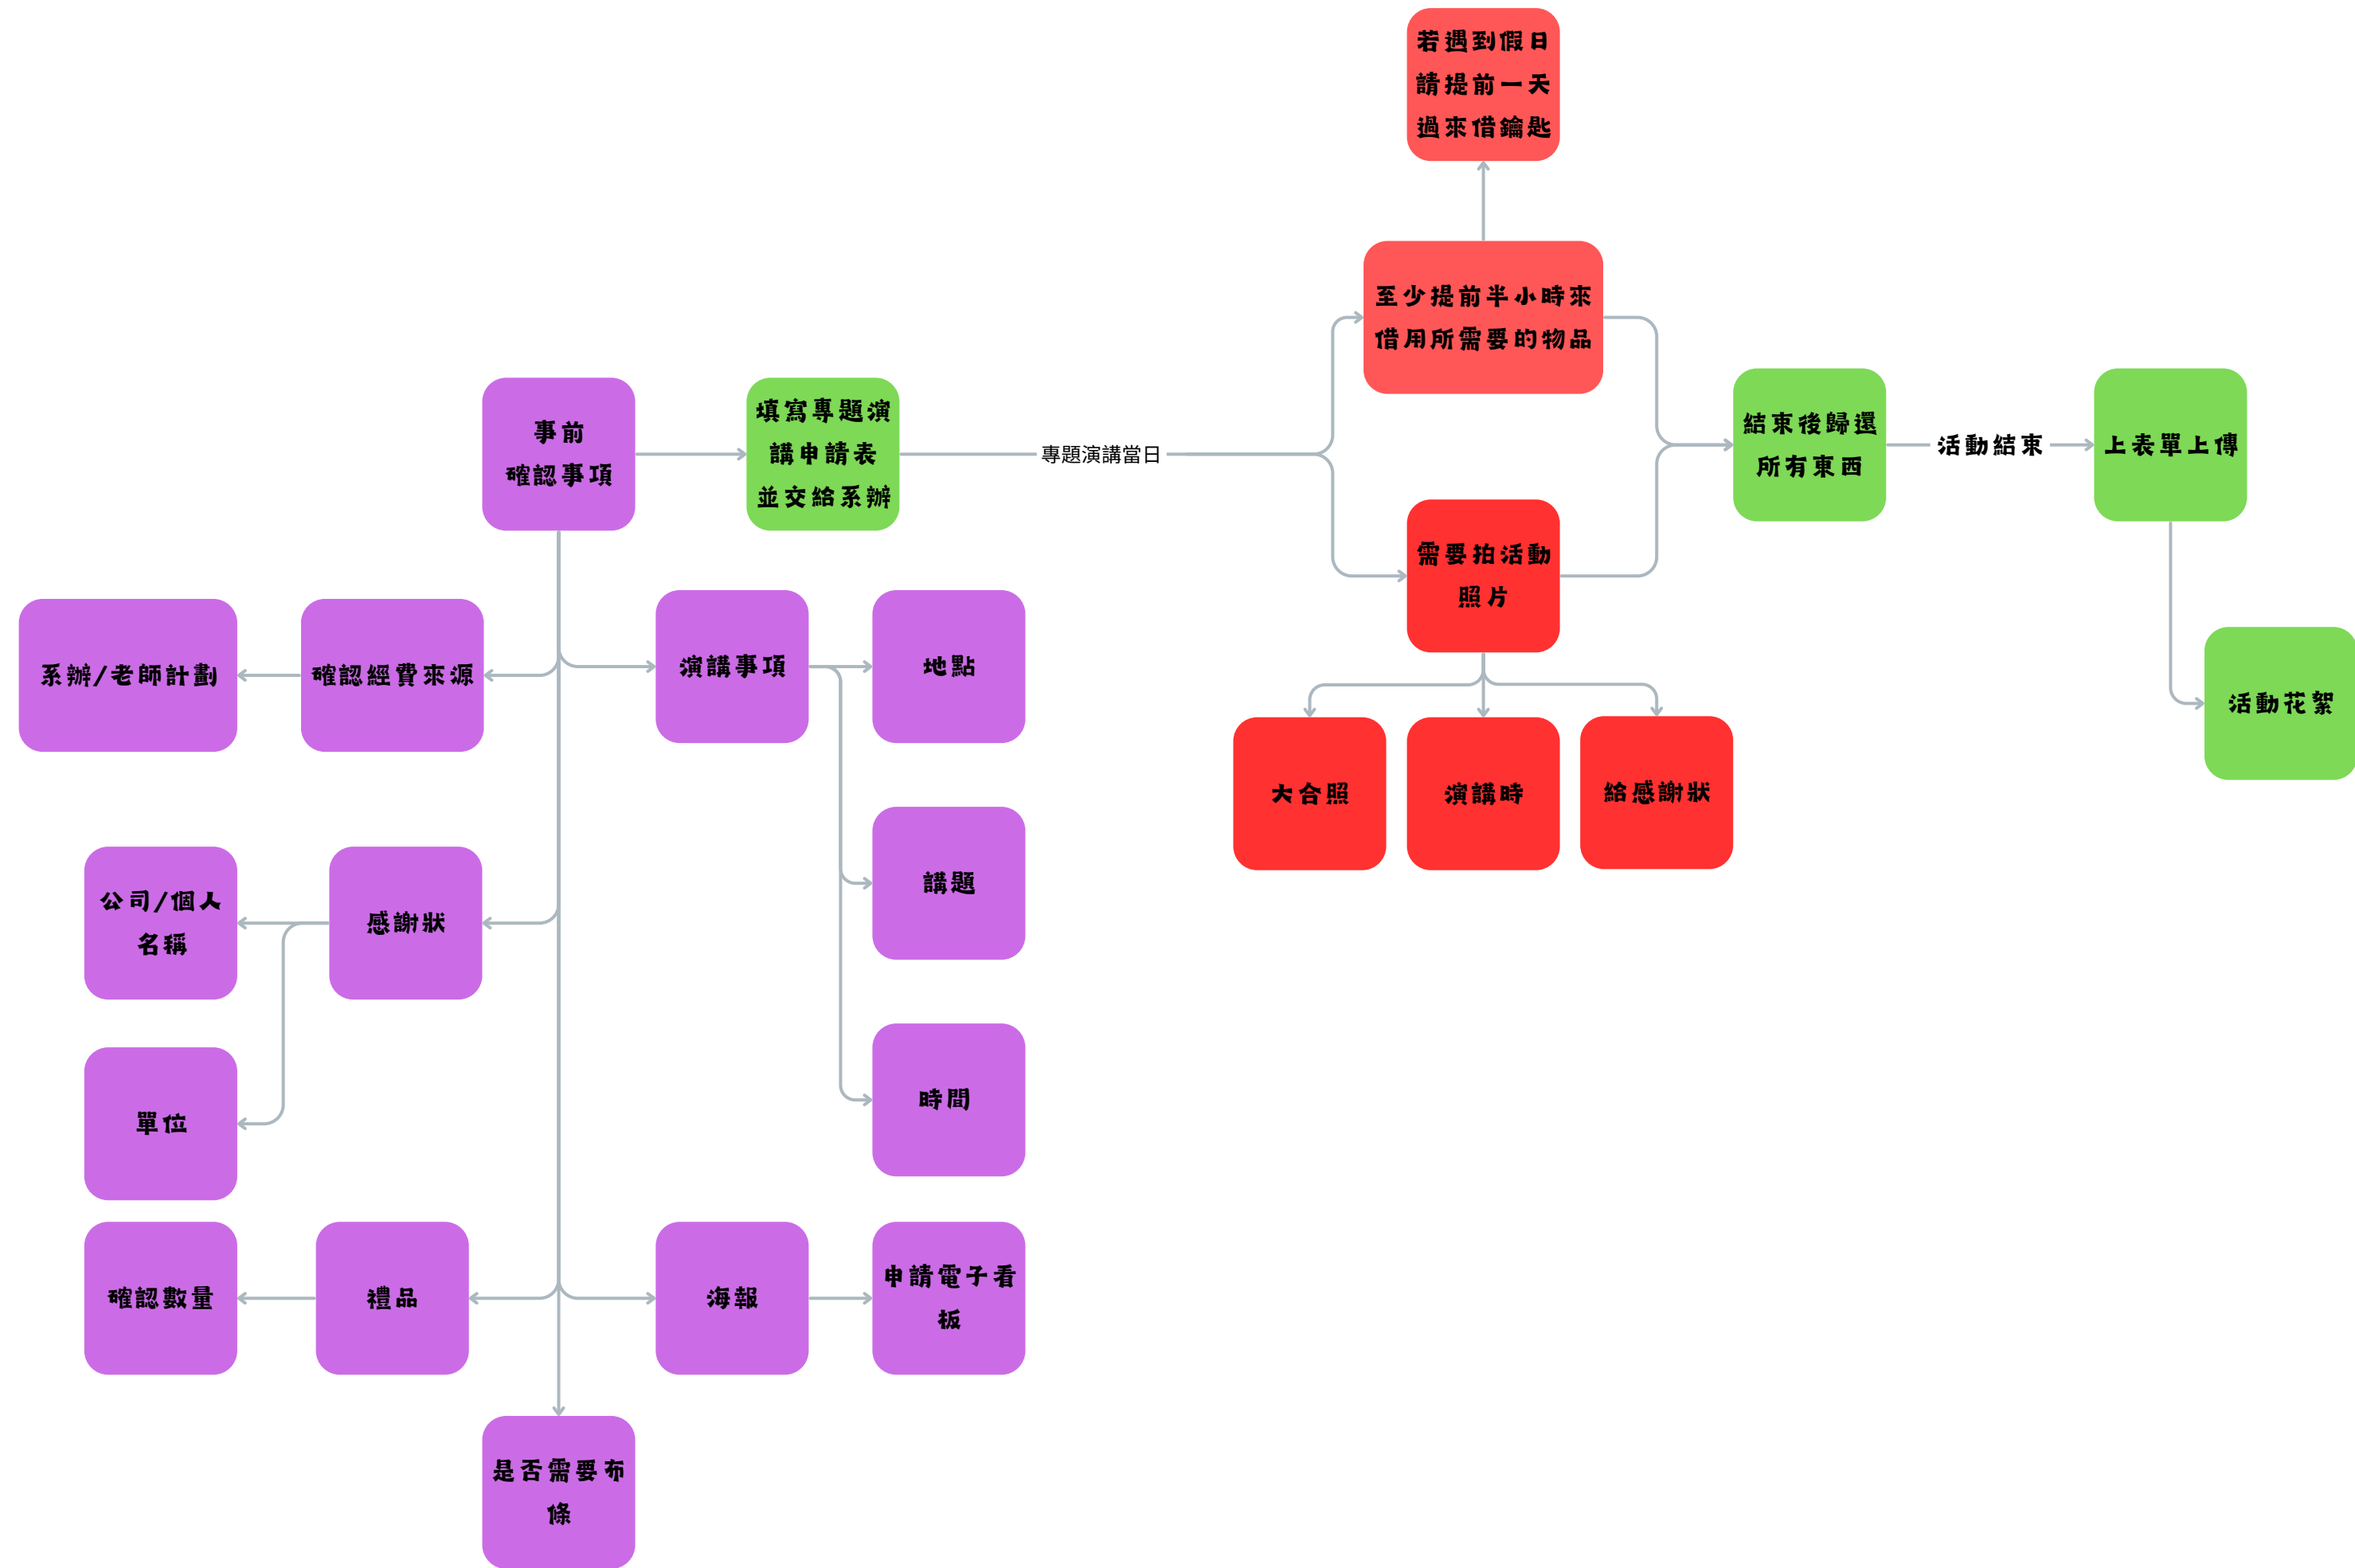 若遇到假日
請提前一天
過來借鑰匙
至少提前半小時來
借用所需要的物品
事前
確認事項
填寫專題演
講申請表
並交給系辦
專題演講當日
結束後歸還
所有東西
活動結束
上表單上傳
需要拍活動
照片
系辦/老師計劃
確認經費來源
演講事項
地點
活動花絮
大合照
演講時
給感謝狀
公司/個人
名稱
感謝狀
講題
單位
時間
確認數量
禮品
海報
申請電子看
板
是否需要布
條